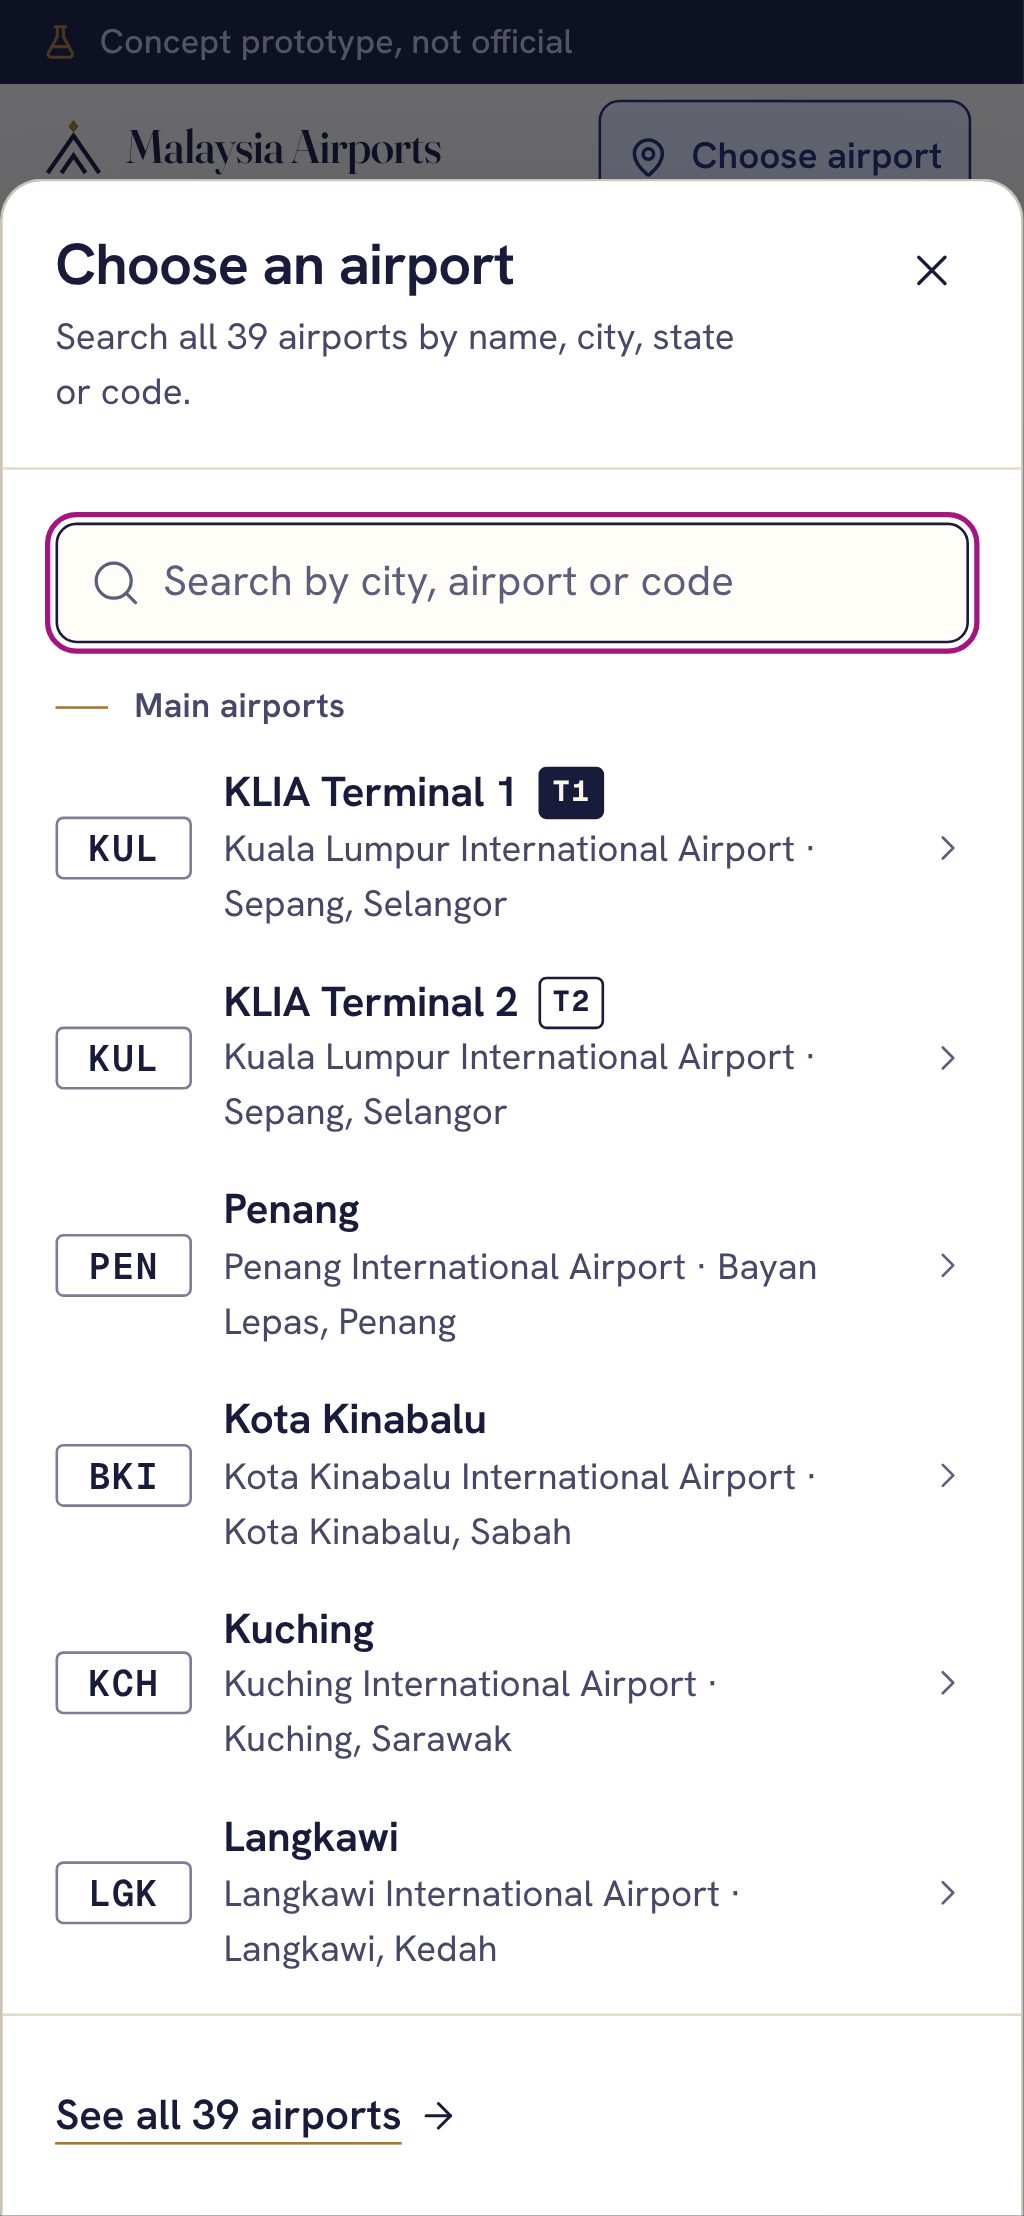 Concept prototype, not official
Malaysia Airports
Choose airport
Choose an airport
Search all 39 airports by name, city, state
or code.
Search by city, airport or code
Main airports
KLIA Terminal 1 T1
KUL
Kuala Lumpur International Airport ·
Sepang, Selangor
KLIA Terminal 2 T2
KUL
Kuala Lumpur International Airport ·
Sepang, Selangor
Penang
PEN
Penang International Airport · Bayan
Lepas, Penang
Kota Kinabalu
BKI
Kota Kinabalu International Airport ·
Kota Kinabalu, Sabah
Kuching
KCH
Kuching International Airport ·
Kuching, Sarawak
Langkawi
LGK
Langkawi International Airport ·
Langkawi, Kedah
See all 39 airports →